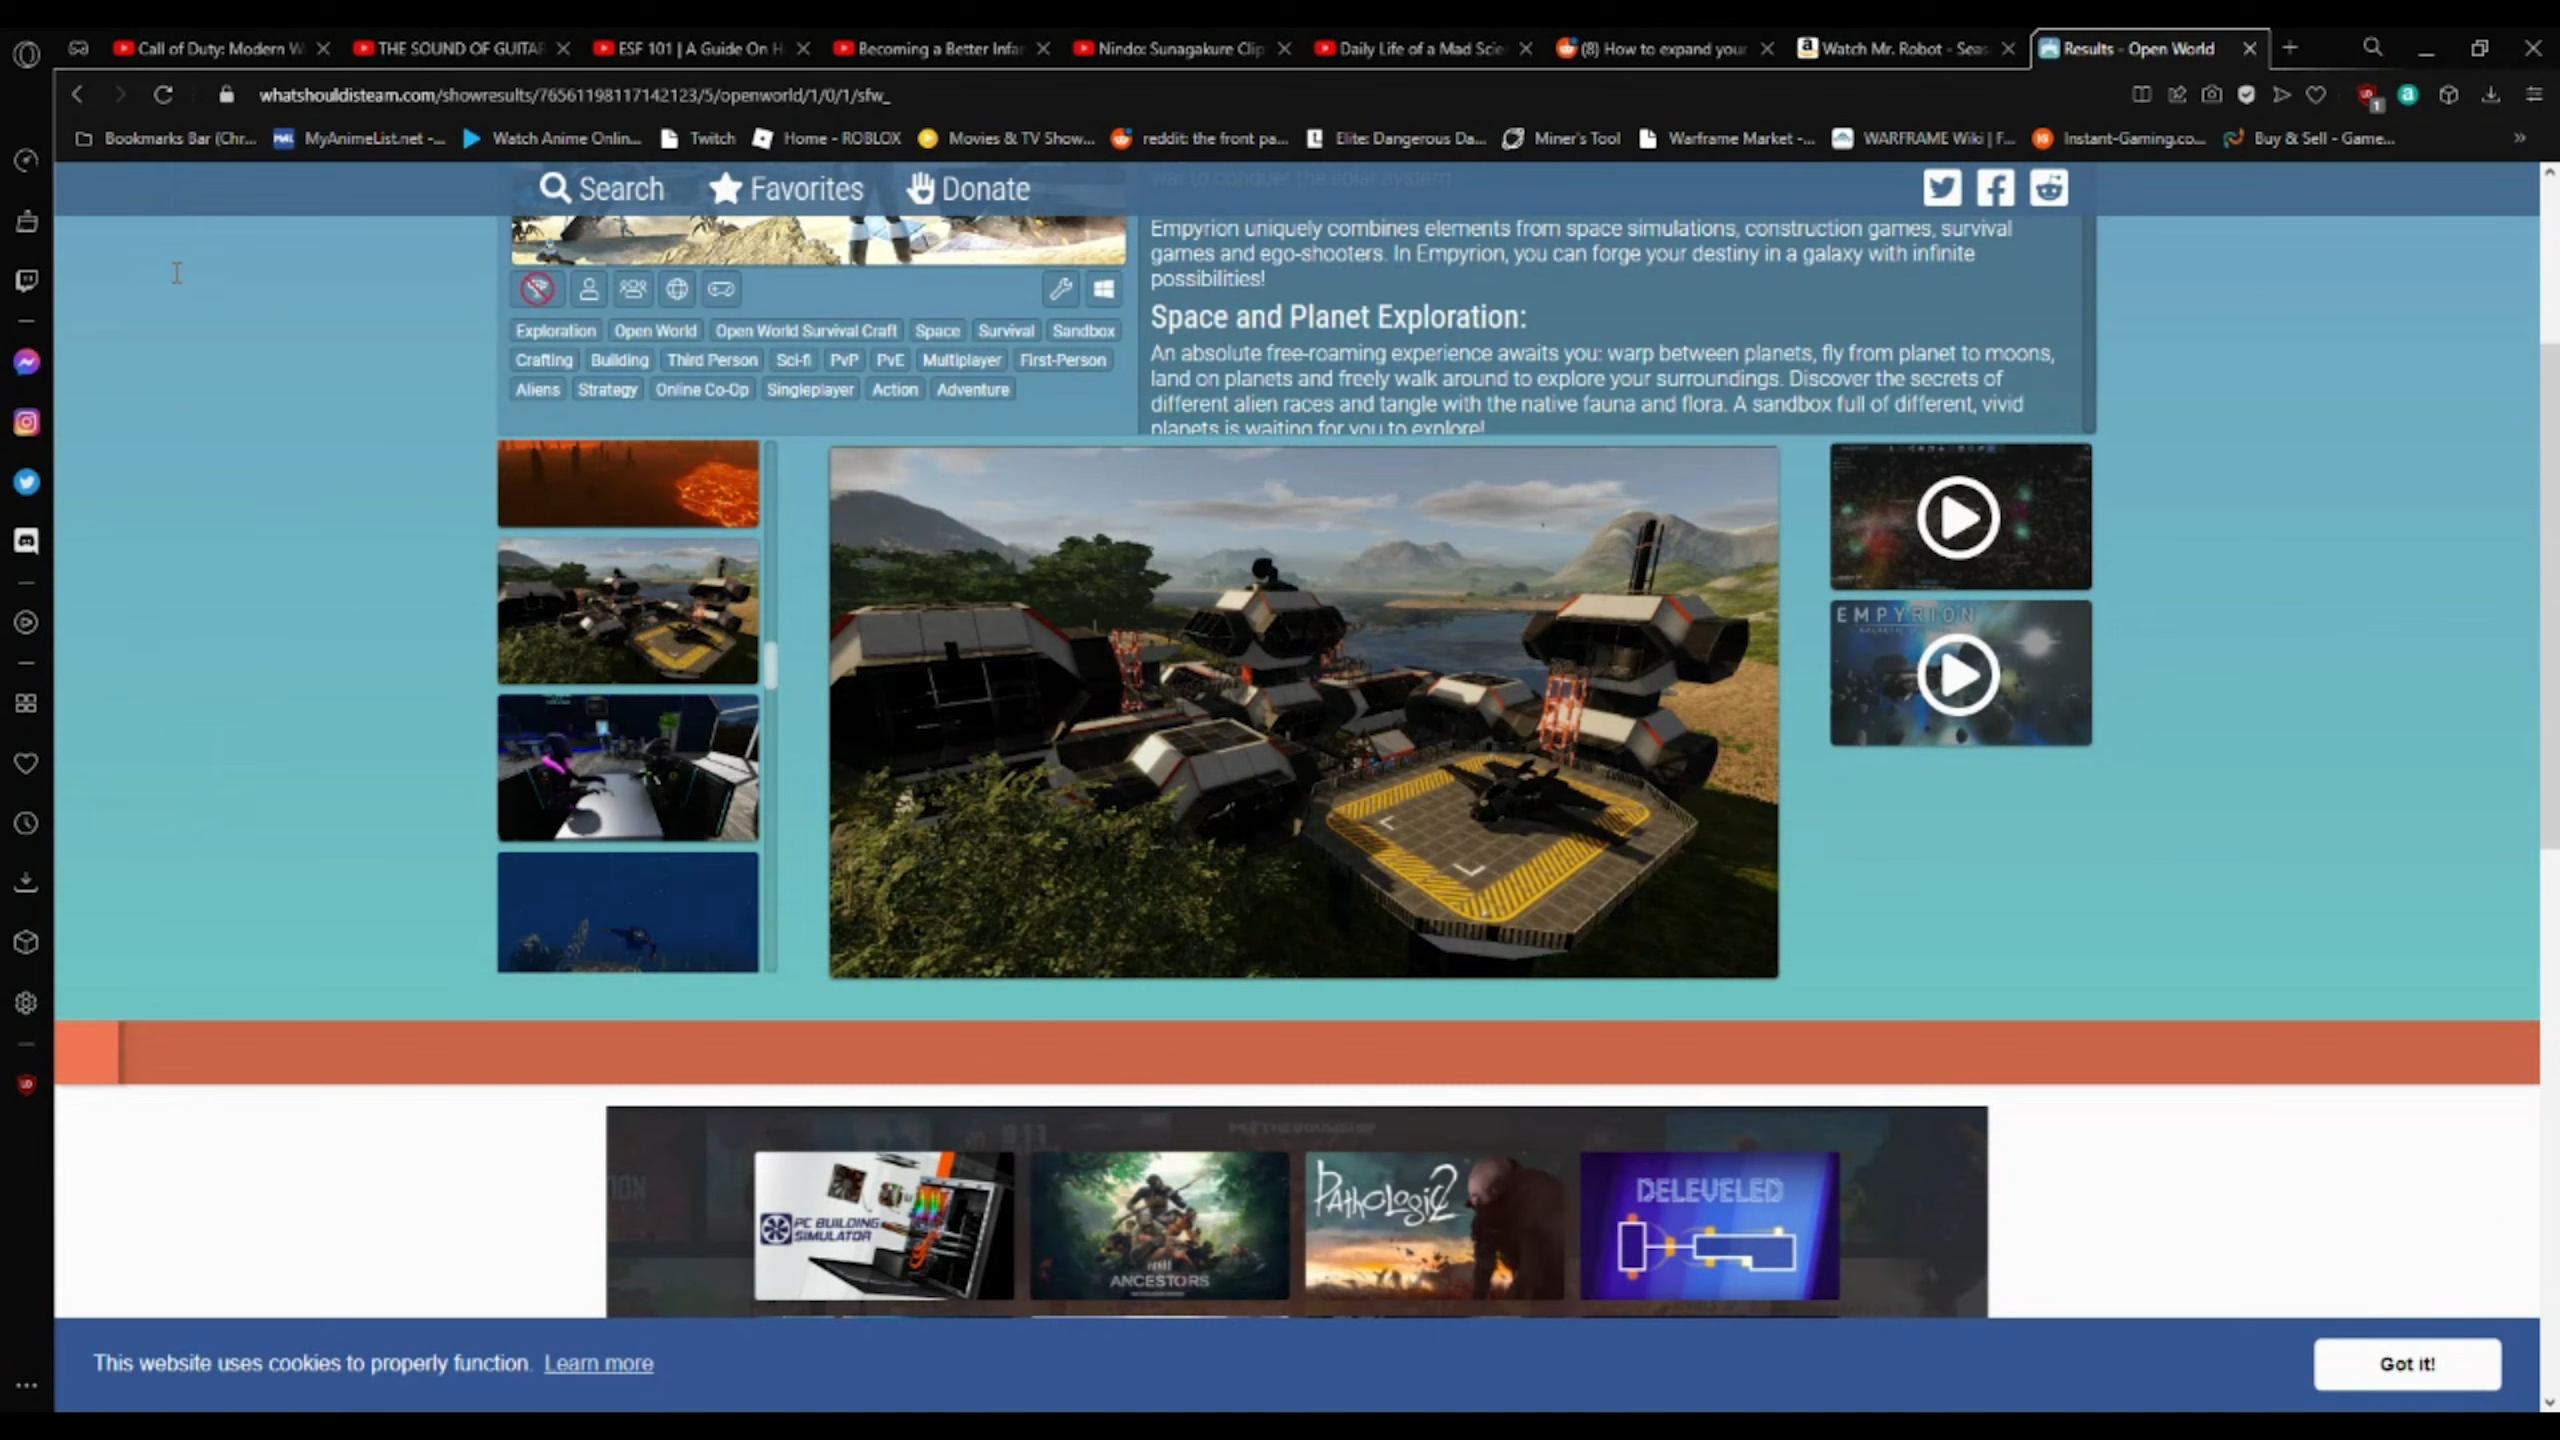 Call of Duty: Modern W
THE SOUND OF GUITA
ESF 101 | A Guide On H
Becoming a Better Infan
Nindo: Sunagakure Clip
Daily Life of a Mad Scie
(8) How to expand your
Watch Mr. Robot - Seas
Results - Open World
whatshouldisteam.com/showresults/76561198117142123/5/openworld/1/0/1/sfw_
1
Bookmarks Bar (Chr...
MyAnimeList.net -...
Watch Anime Onlin...
Twitch
Home - ROBLOX
Movies & TV Show...
reddit: the front pa...
Elite: Dangerous Da...
Miner's Tool
Warframe Market -...
WARFRAME Wiki | F...
Instant-Gaming.co...
Buy & Sell - Game...
Search
Favorites
Donate
war to conquer the solar system.
Empyrion uniquely combines elements from space simulations, construction games, survival
games and ego-shooters. In Empyrion, you can forge your destiny in a galaxy with infinite
possibilities!
Space and Planet Exploration:
An absolute free-roaming experience awaits you: warp between planets, fly from planet to moons,
land on planets and freely walk around to explore your surroundings. Discover the secrets of
different alien races and tangle with the native fauna and flora. A sandbox full of different, vivid
planets is waiting for you to explore!
Exploration Open World Open World Survival Craft Space Survival Sandbox
Crafting Building Third Person Sci-fi PvP PvE Multiplayer First-Person
Aliens Strategy Online Co-Op Singleplayer Action Adventure
EMPYRION
PC BUILDING
SIMULATOR
ANCESTORS
PATHOLOGIC 2
DELEVELED
This website uses cookies to properly function. Learn more
Got it!